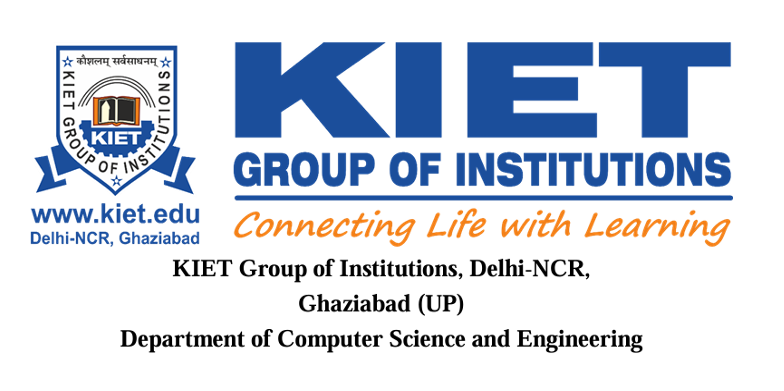 कौशलम् सर्वसाधनम्
KIET GROUP OF INSTITUTIONS
KIET
www.kiet.edu
Delhi-NCR, Ghaziabad
KIET
GROUP OF INSTITUTIONS
Connecting Life with Learning
KIET Group of Institutions, Delhi-NCR,
Ghaziabad (UP)
Department of Computer Science and Engineering